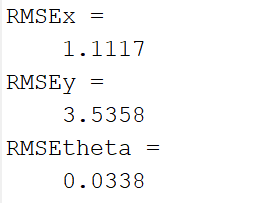 RMSEx =
1.1117
RMSEy =
3.5358
RMSEtheta =
0.0338